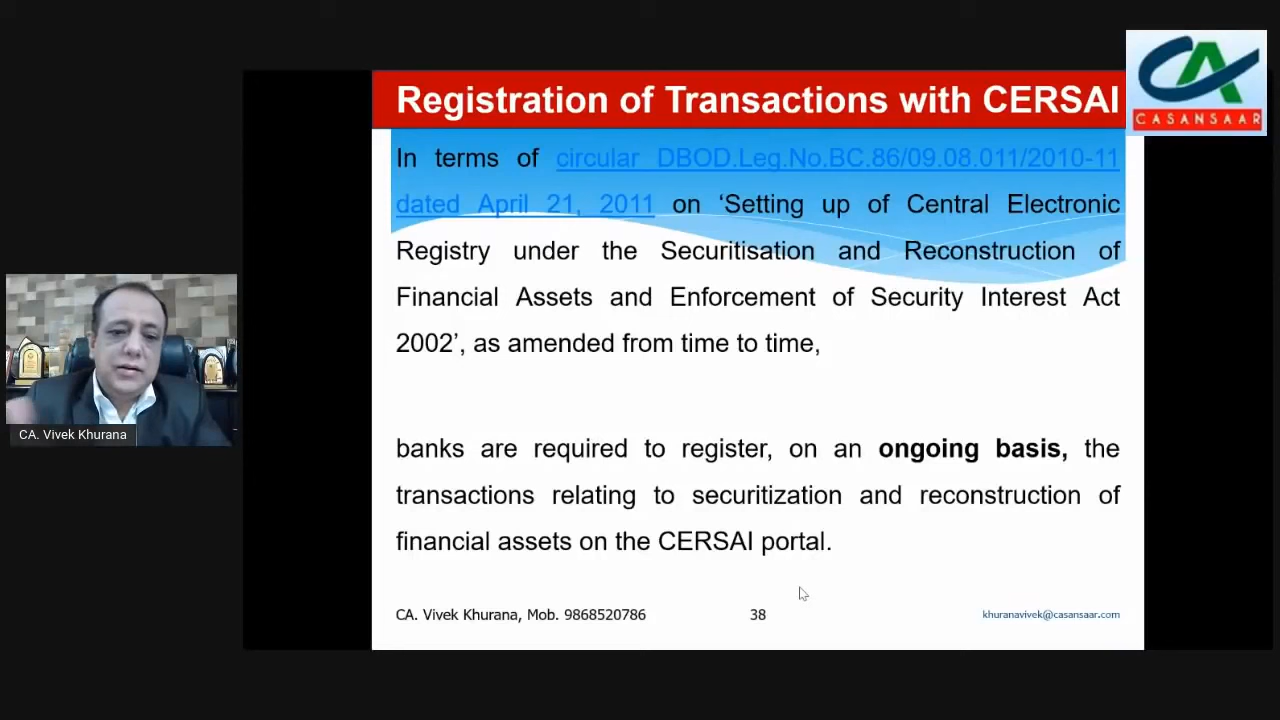 Registration of Transactions with CERSAI
CA
CASANSAAR
In terms of circular DBOD.Leg.No.BC.86/09.08.011/2010-11
dated April 21, 2011 on ‘Setting up of Central Electronic
Registry under the Securitisation and Reconstruction of
Financial Assets and Enforcement of Security Interest Act
2002’, as amended from time to time,
banks are required to register, on an ongoing basis, the
transactions relating to securitization and reconstruction of
financial assets on the CERSAI portal.
CA. Vivek Khurana
CA. Vivek Khurana, Mob. 9868520786
38
khuranavivek@casansaar.com